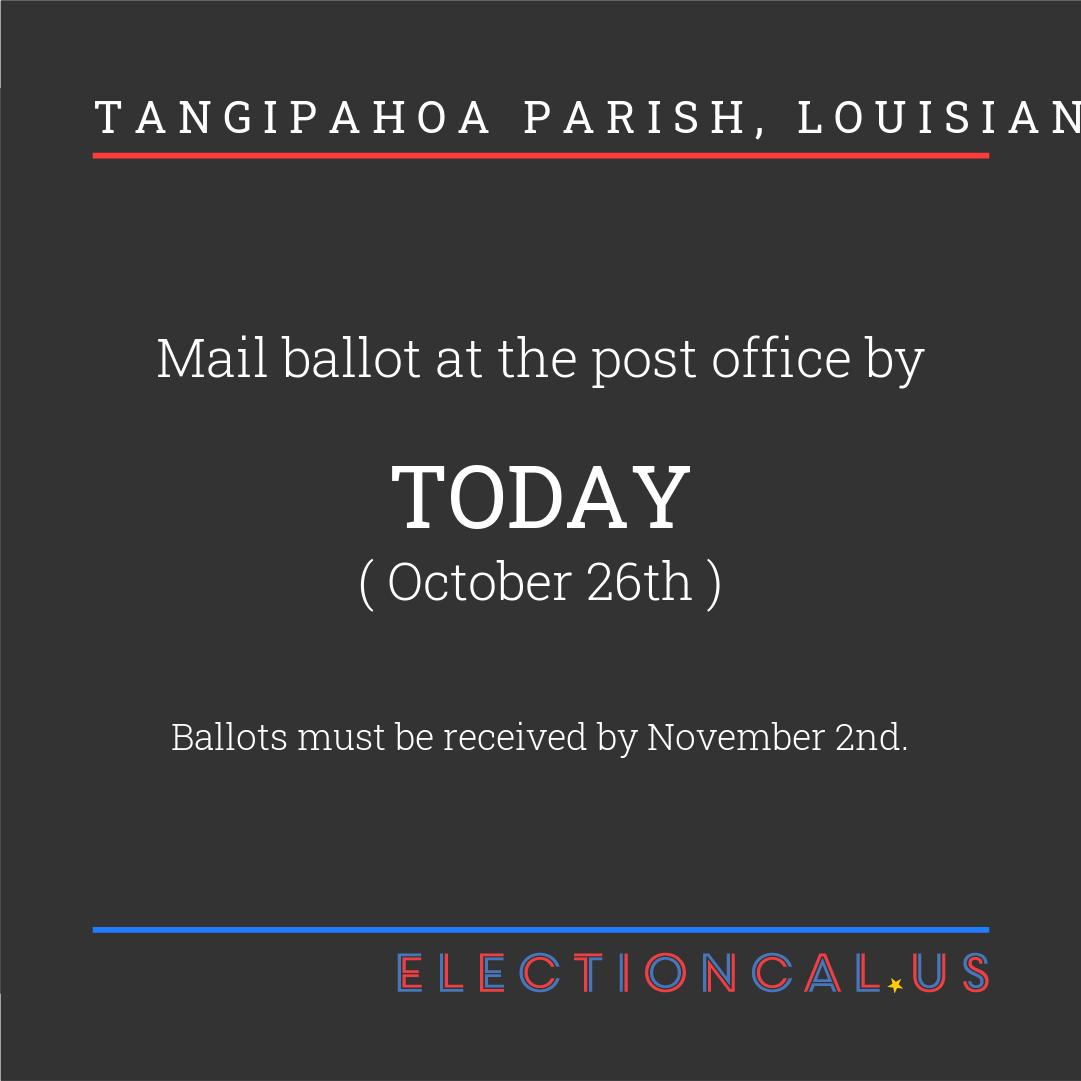 TANGIPAHOA PARISH, LOUISIAN
Mail ballot at the post office by
TODAY
( October 26th )
Ballots must be received by November 2nd.
ELECTIONCAL.US